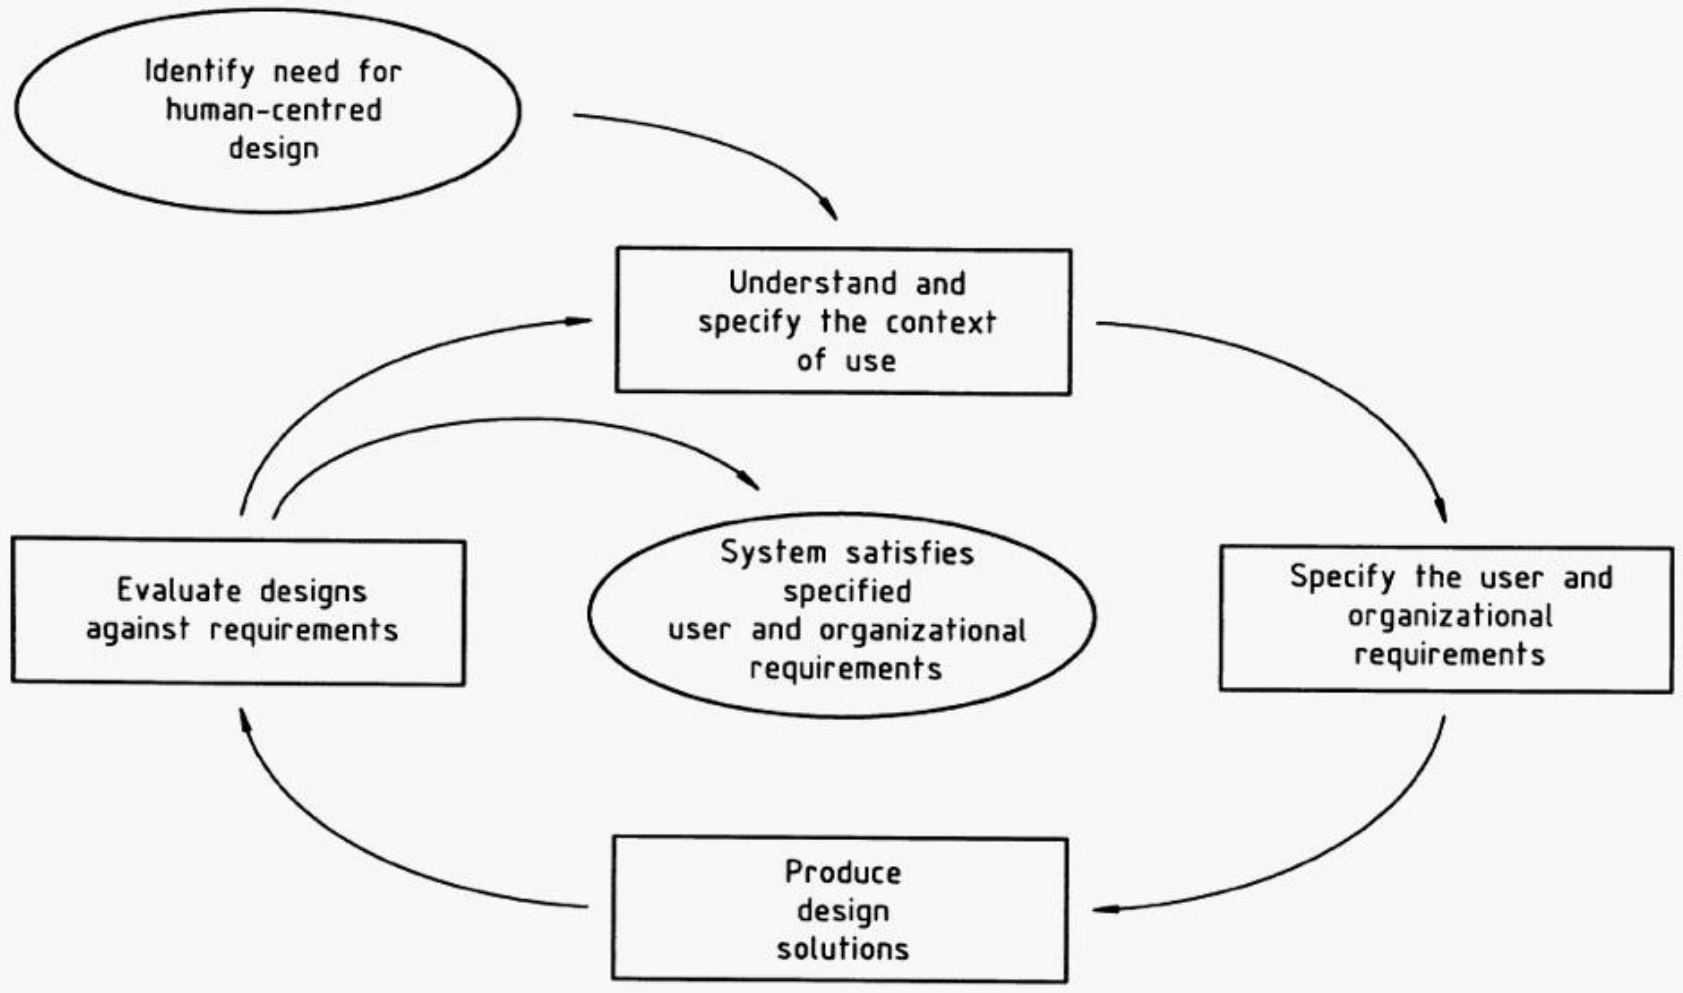 Identify need for
human-centred
design
Understand and
specify the context
of use
Evaluate designs
against requirements
System satisfies
specified
user and organizational
requirements
Specify the user and
organizational
requirements
Produce
design
solutions